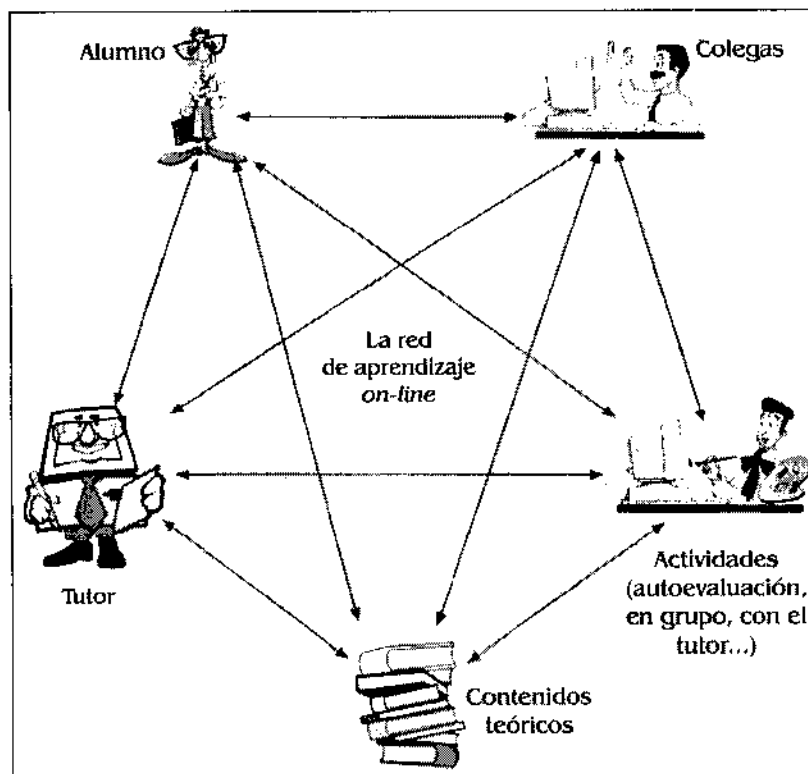 Alumno
Colegas
La red
de aprendizaje
on-line
Tutor
Actividades
(autoevaluación,
en grupo, con el
tutor...)
Contenidos
teóricos